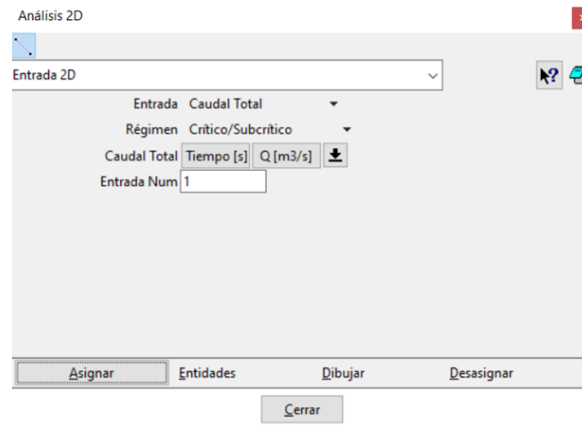 Análisis 2D
Entrada 2D
Entrada Caudal Total
Régimen Crítico/Subcrítico
Caudal Total Tiempo [s] Q [m3/s]
Entrada Num 1
Asignar Entidades Dibujar Desasignar
Cerrar